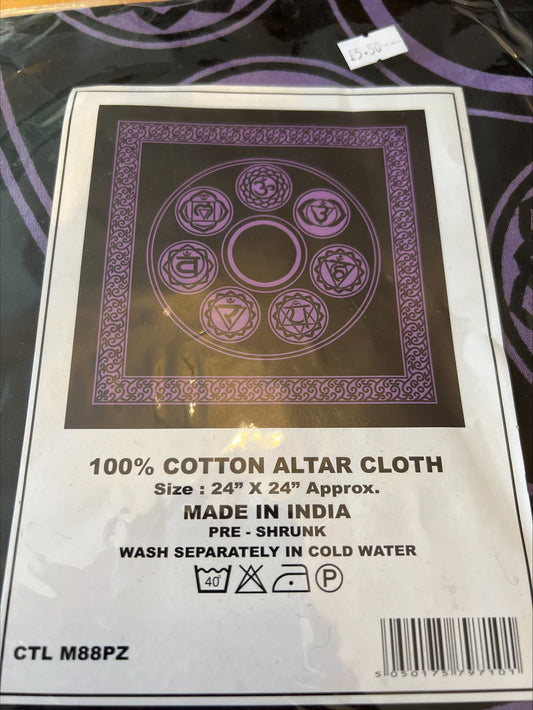 £5.50
ॐ
100% COTTON ALTAR CLOTH
Size : 24" X 24" Approx.
MADE IN INDIA
PRE - SHRUNK
WASH SEPARATELY IN COLD WATER
40° P
CTL M88PZ
5 050175 797101